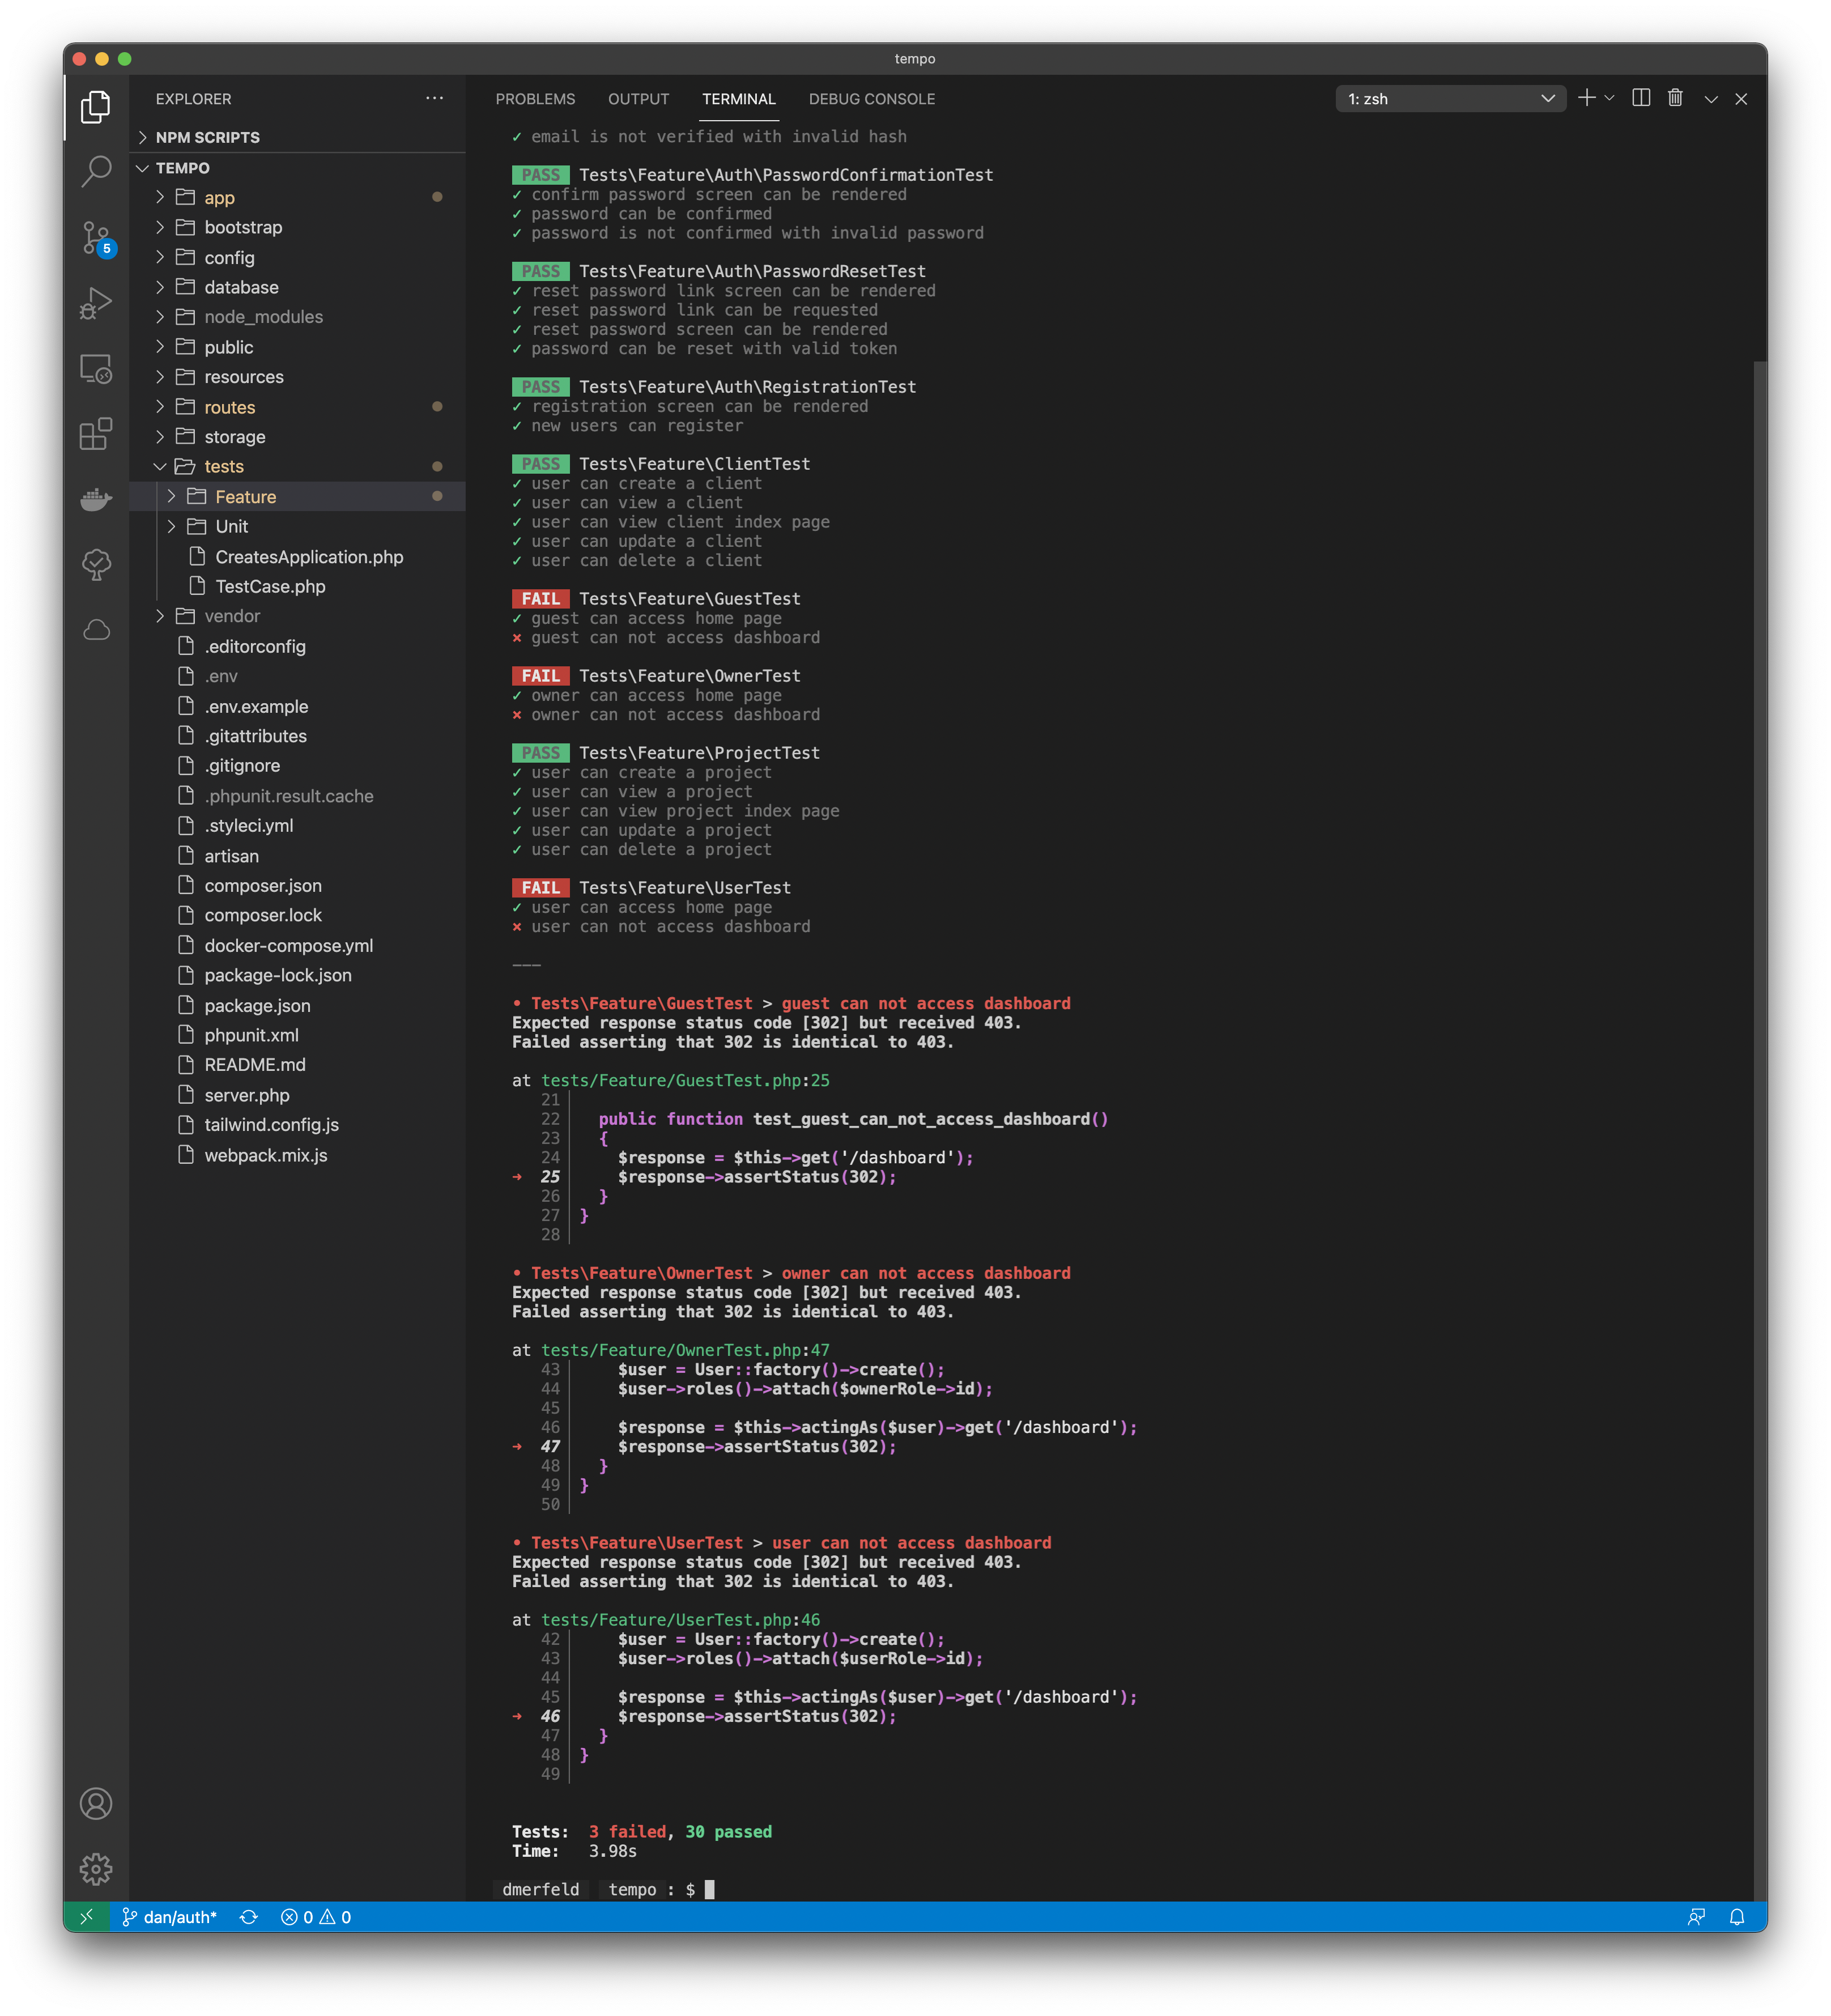 tempo
EXPLORER
NPM SCRIPTS
TEMPO
app
bootstrap
config
database
node_modules
public
resources
routes
storage
tests
Feature
Unit
CreatesApplication.php
TestCase.php
vendor
.editorconfig
.env
.env.example
.gitattributes
.gitignore
.phpunit.result.cache
.styleci.yml
artisan
composer.json
composer.lock
docker-compose.yml
package-lock.json
package.json
phpunit.xml
README.md
server.php
tailwind.config.js
webpack.mix.js
5
PROBLEMS OUTPUT TERMINAL DEBUG CONSOLE 1: zsh
✓ email is not verified with invalid hash
PASS Tests\Feature\Auth\PasswordConfirmationTest
✓ confirm password screen can be rendered
✓ password can be confirmed
✓ password is not confirmed with invalid password
PASS Tests\Feature\Auth\PasswordResetTest
✓ reset password link screen can be rendered
✓ reset password link can be requested
✓ reset password screen can be rendered
✓ password can be reset with valid token
PASS Tests\Feature\Auth\RegistrationTest
✓ registration screen can be rendered
✓ new users can register
PASS Tests\Feature\ClientTest
✓ user can create a client
✓ user can view a client
✓ user can view client index page
✓ user can update a client
✓ user can delete a client
FAIL Tests\Feature\GuestTest
✓ guest can access home page
✕ guest can not access dashboard
FAIL Tests\Feature\OwnerTest
✓ owner can access home page
✕ owner can not access dashboard
PASS Tests\Feature\ProjectTest
✓ user can create a project
✓ user can view a project
✓ user can view project index page
✓ user can update a project
✓ user can delete a project
FAIL Tests\Feature\UserTest
✓ user can access home page
✕ user can not access dashboard
---
• Tests\Feature\GuestTest > guest can not access dashboard
Expected response status code [302] but received 403.
Failed asserting that 302 is identical to 403.
at tests/Feature/GuestTest.php:25
21
22 public function test_guest_can_not_access_dashboard()
23 {
24 $response = $this->get('/dashboard');
➜ 25 $response->assertStatus(302);
26 }
27 }
28
• Tests\Feature\OwnerTest > owner can not access dashboard
Expected response status code [302] but received 403.
Failed asserting that 302 is identical to 403.
at tests/Feature/OwnerTest.php:47
43 $user = User::factory()->create();
44 $user->roles()->attach($ownerRole->id);
45
46 $response = $this->actingAs($user)->get('/dashboard');
➜ 47 $response->assertStatus(302);
48 }
49 }
50
• Tests\Feature\UserTest > user can not access dashboard
Expected response status code [302] but received 403.
Failed asserting that 302 is identical to 403.
at tests/Feature/UserTest.php:46
42 $user = User::factory()->create();
43 $user->roles()->attach($userRole->id);
44
45 $response = $this->actingAs($user)->get('/dashboard');
➜ 46 $response->assertStatus(302);
47 }
48 }
49
Tests: 3 failed, 30 passed
Time: 3.98s
dmerfeld tempo : $
dan/auth* 0 0